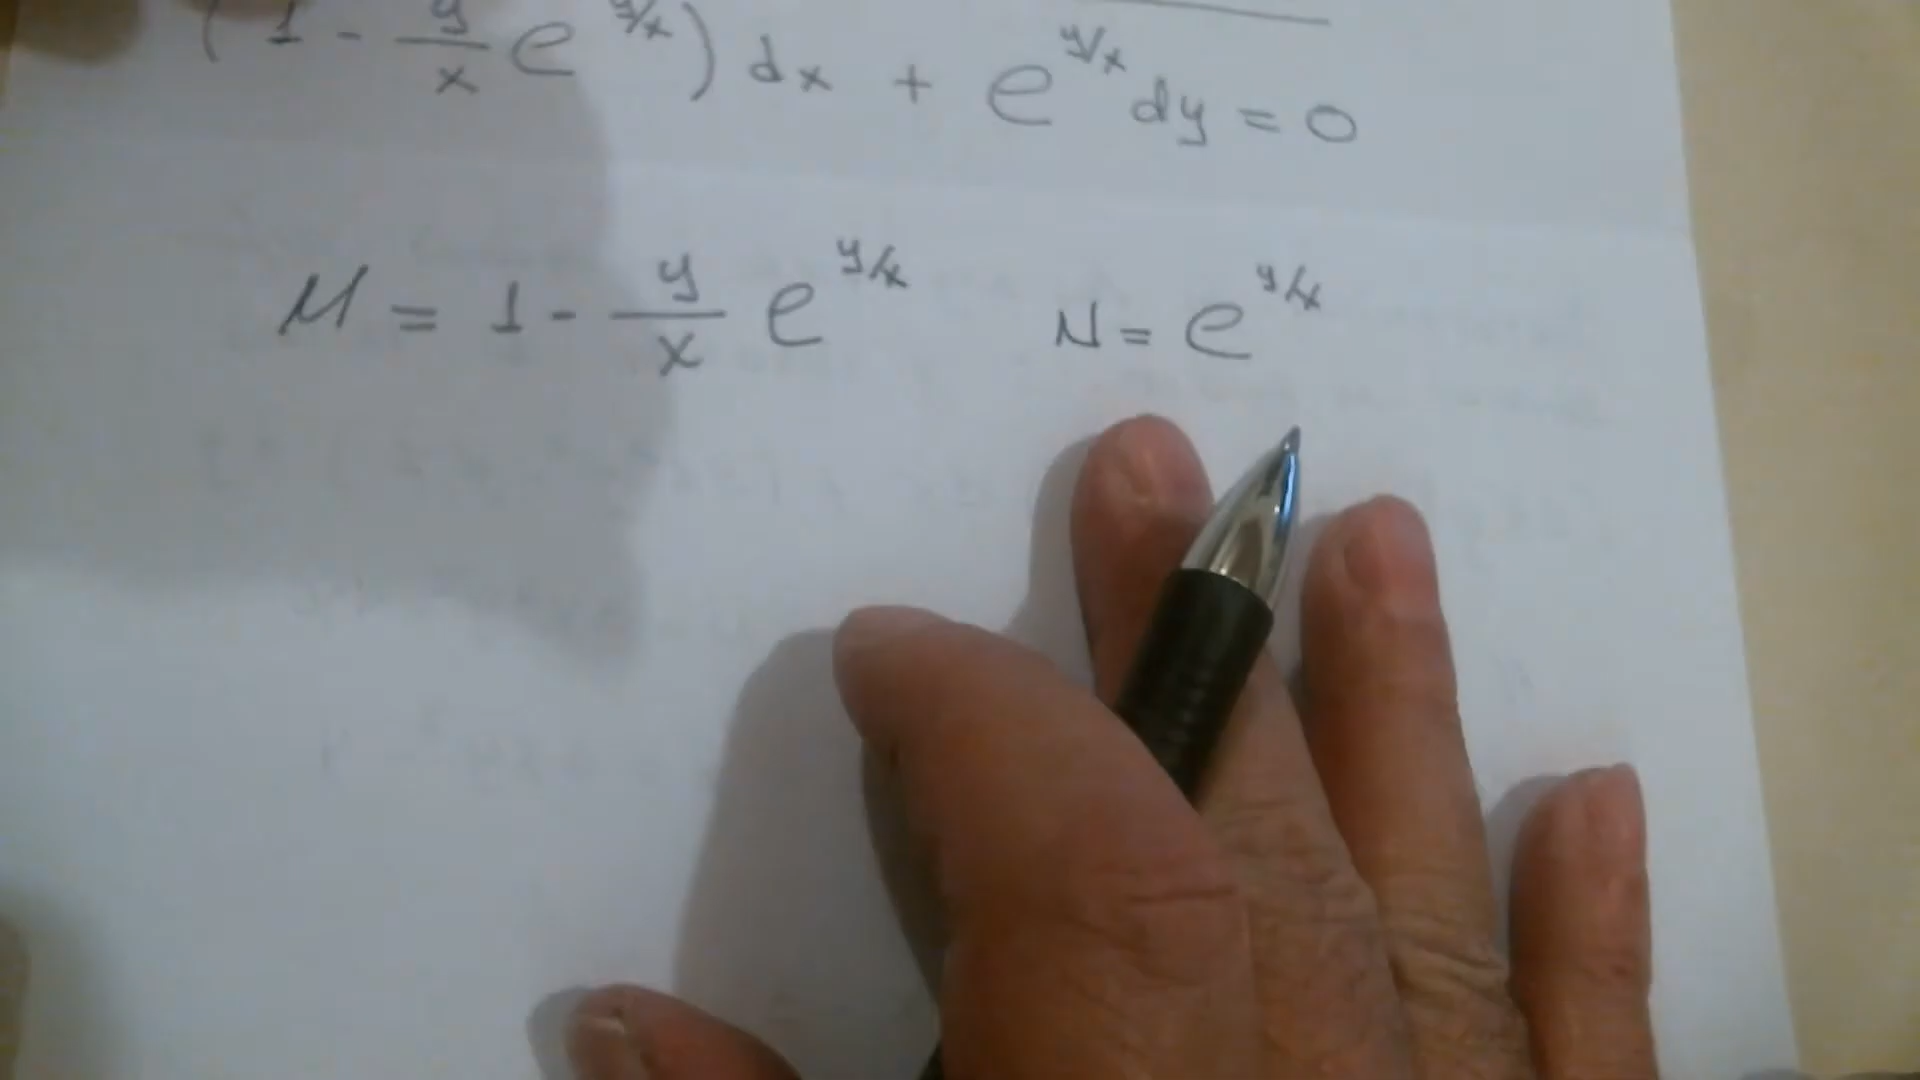 (1 - y/x e^{y/x}) dx + e^{y/x} dy = 0
M = 1 - y/x e^{y/x} N = e^{y/x}